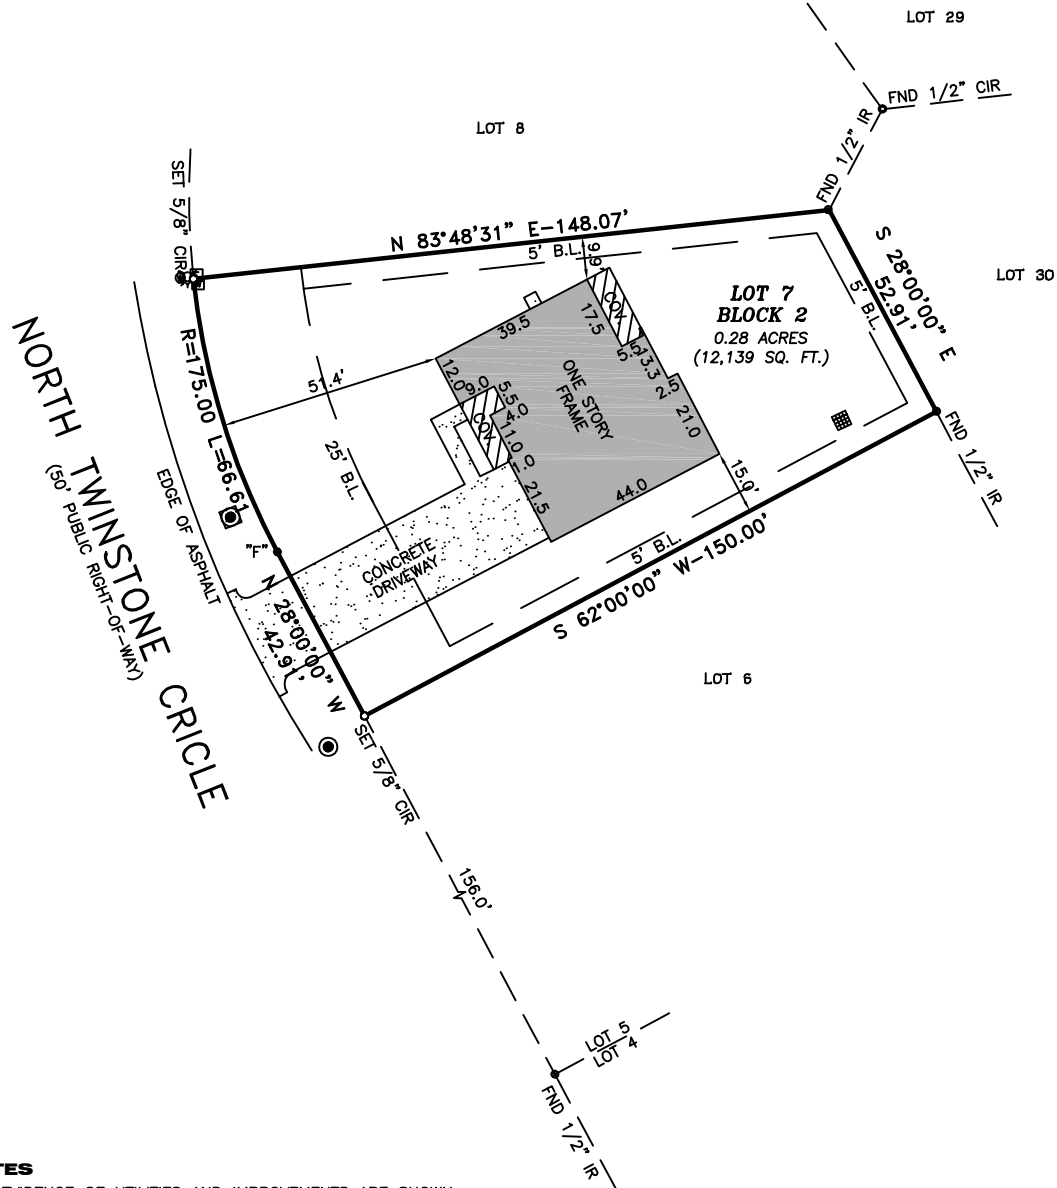 LOT 29
FND 1/2" CIR
FND 1/2" IR
LOT 8
SET 5/8" CIR
N 83°48'31" E-148.07'
5' B.L.
9.9'
S 28°00'00" E
52.91'
5' B.L.
LOT 30
LOT 7
BLOCK 2
0.28 ACRES
(12,139 SQ. FT.)
COV.
17.5
39.5
5.5
13.3
2.5
21.0
ONE STORY
FRAME
12.0
9.0
5.5
4.0
COV.
11.0
1.0
21.5
44.0
15.0'
51.4'
R=175.00 L=66.61
25' B.L.
NORTH TWINSTONE CRICLE
(50' PUBLIC RIGHT-OF-WAY)
EDGE OF ASPHALT
"F"
CONCRETE
DRIVEWAY
N 28°00'00" W
42.91'
5' B.L.
S 62°00'00" W-150.00'
FND 1/2" IR
LOT 6
SET 5/8" CIR
156.0'
LOT 5
LOT 4
FND 1/2" IR